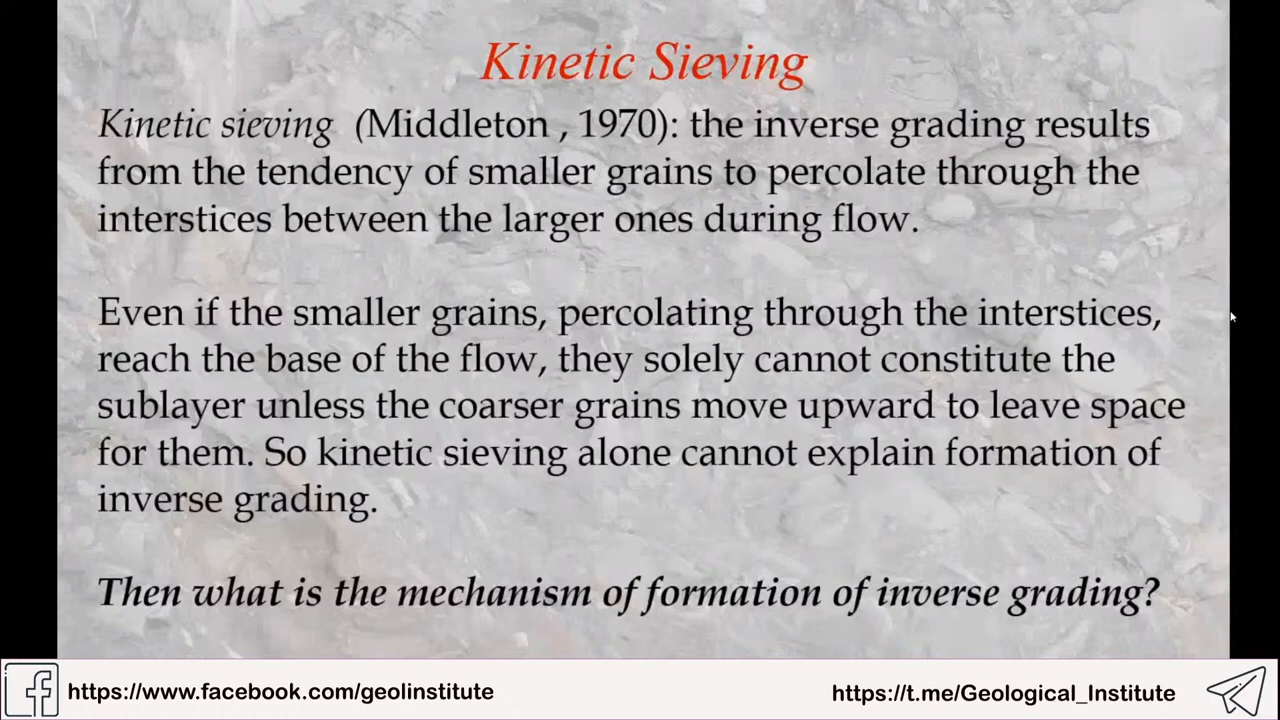 Kinetic Sieving
Kinetic sieving (Middleton , 1970): the inverse grading results
from the tendency of smaller grains to percolate through the
interstices between the larger ones during flow.
Even if the smaller grains, percolating through the interstices,
reach the base of the flow, they solely cannot constitute the
sublayer unless the coarser grains move upward to leave space
for them. So kinetic sieving alone cannot explain formation of
inverse grading.
Then what is the mechanism of formation of inverse grading?
https://www.facebook.com/geolinstitute
https://t.me/Geological_Institute